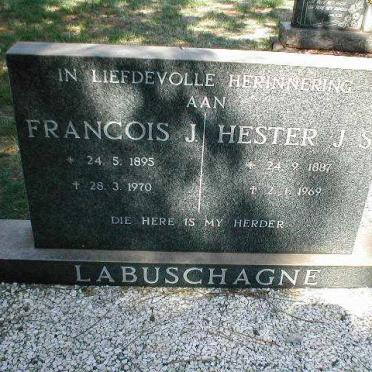 IN LIEFDEVOLLE HERINNERING
AAN
FRANCOIS J. HESTER J S
+ 24. 5. 1895
+ 24. 9. 1887
† 28. 3. 1970
† 2. 1. 1969
DIE HERE IS MY HERDER
LABUSCHAGNE